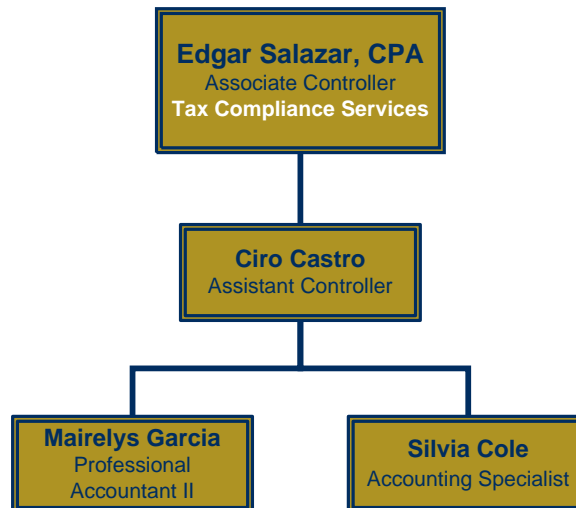 Edgar Salazar, CPA
Associate Controller
Tax Compliance Services
Ciro Castro
Assistant Controller
Mairelys Garcia
Professional
Accountant II
Silvia Cole
Accounting Specialist